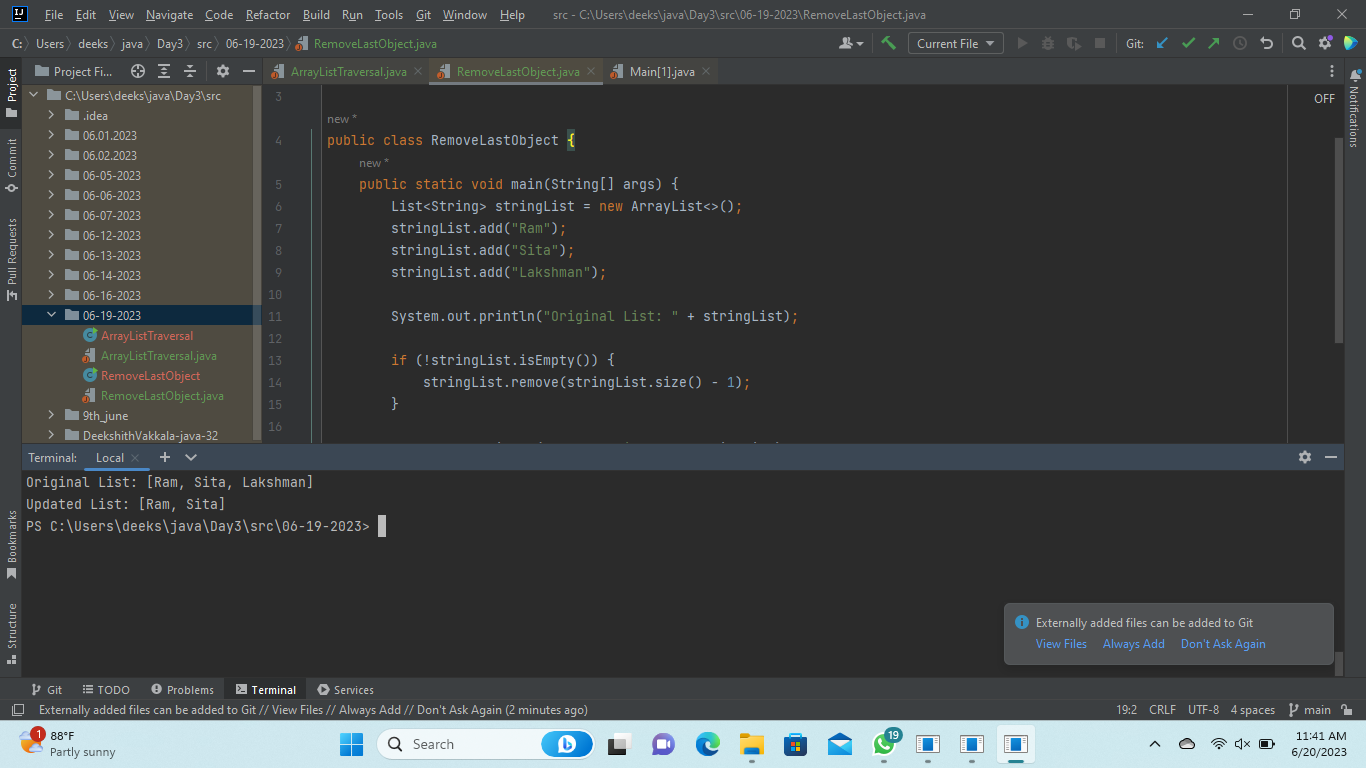 File Edit View Navigate Code Refactor Build Run Tools Git Window Help src - C:\Users\deeks\java\Day3\src\06-19-2023\RemoveLastObject.java
C: Users deeks java Day3 src 06-19-2023 RemoveLastObject.java Current File Git:
Project Commit Pull Requests Bookmarks Structure
Project Fi...
C:\Users\deeks\java\Day3\src
.idea
06.01.2023
06.02.2023
06-05-2023
06-06-2023
06-07-2023
06-12-2023
06-13-2023
06-14-2023
06-16-2023
06-19-2023
ArrayListTraversal
ArrayListTraversal.java
RemoveLastObject
RemoveLastObject.java
9th_june
DeekshithVakkala-java-32
ArrayListTraversal.java RemoveLastObject.java Main[1].java
OFF
Notifications
3
new *
4 public class RemoveLastObject {
new *
5 public static void main(String[] args) {
6 List<String> stringList = new ArrayList<>();
7 stringList.add("Ram");
8 stringList.add("Sita");
9 stringList.add("Lakshman");
10
11 System.out.println("Original List: " + stringList);
12
13 if (!stringList.isEmpty()) {
14 stringList.remove(stringList.size() - 1);
15 }
16
Terminal: Local
Original List: [Ram, Sita, Lakshman]
Updated List: [Ram, Sita]
PS C:\Users\deeks\java\Day3\src\06-19-2023>
Externally added files can be added to Git
View Files Always Add Don't Ask Again
Git TODO Problems Terminal Services
Externally added files can be added to Git // View Files // Always Add // Don't Ask Again (2 minutes ago) 19:2 CRLF UTF-8 4 spaces main
1
88°F
Partly sunny
Search
19
11:41 AM
6/20/2023